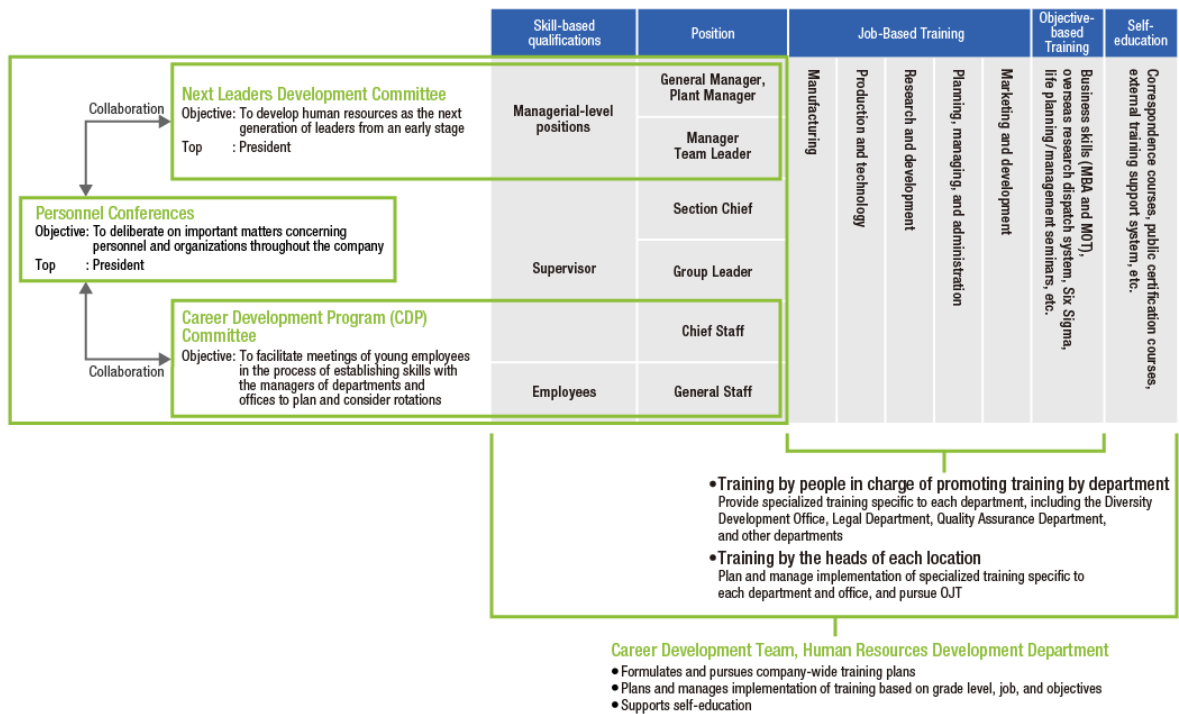 Skill-based
qualifications
Position
Job-Based Training
Objective-
based
Training
Self-
education
Collaboration
Next Leaders Development Committee
Objective: To develop human resources as the next
generation of leaders from an early stage
Top : President
Personnel Conferences
Objective: To deliberate on important matters concerning
personnel and organizations throughout the company
Top : President
Collaboration
Career Development Program (CDP)
Committee
Objective: To facilitate meetings of young employees
in the process of establishing skills with
the managers of departments and
offices to plan and consider rotations
Managerial-level
positions
Supervisor
Employees
General Manager,
Plant Manager
Manager
Team Leader
Section Chief
Group Leader
Chief Staff
General Staff
Manufacturing
Production and technology
Research and development
Planning, managing, and administration
Marketing and development
Business skills (MBA and MOT),
overseas research dispatch system, Six Sigma,
life planning/management seminars, etc.
Correspondence courses, public certification courses,
external training support system, etc.
●Training by people in charge of promoting training by department
Provide specialized training specific to each department, including the Diversity
Development Office, Legal Department, Quality Assurance Department,
and other departments
●Training by the heads of each location
Plan and manage implementation of specialized training specific to
each department and office, and pursue OJT
Career Development Team, Human Resources Development Department
●Formulates and pursues company-wide training plans
●Plans and manages implementation of training based on grade level, job, and objectives
●Supports self-education